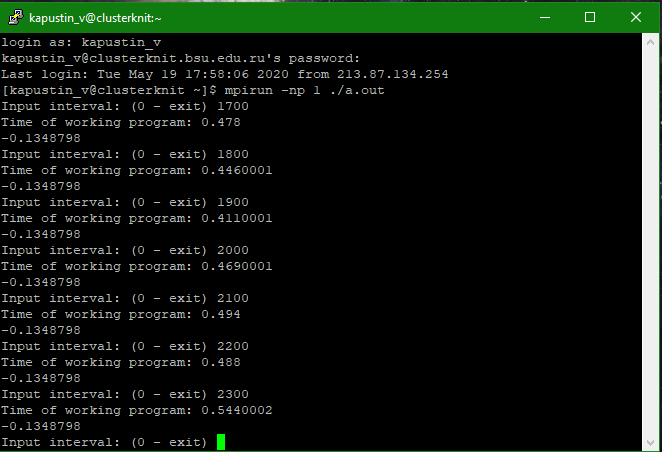 kapustin_v@clusterknit:~
login as: kapustin_v
kapustin_v@clusterknit.bsu.edu.ru's password:
Last login: Tue May 19 17:58:06 2020 from 213.87.134.254
[kapustin_v@clusterknit ~]$ mpirun -np 1 ./a.out
Input interval: (0 - exit) 1700
Time of working program: 0.478
-0.1348798
Input interval: (0 - exit) 1800
Time of working program: 0.4460001
-0.1348798
Input interval: (0 - exit) 1900
Time of working program: 0.4110001
-0.1348798
Input interval: (0 - exit) 2000
Time of working program: 0.4690001
-0.1348798
Input interval: (0 - exit) 2100
Time of working program: 0.494
-0.1348798
Input interval: (0 - exit) 2200
Time of working program: 0.488
-0.1348798
Input interval: (0 - exit) 2300
Time of working program: 0.5440002
-0.1348798
Input interval: (0 - exit)